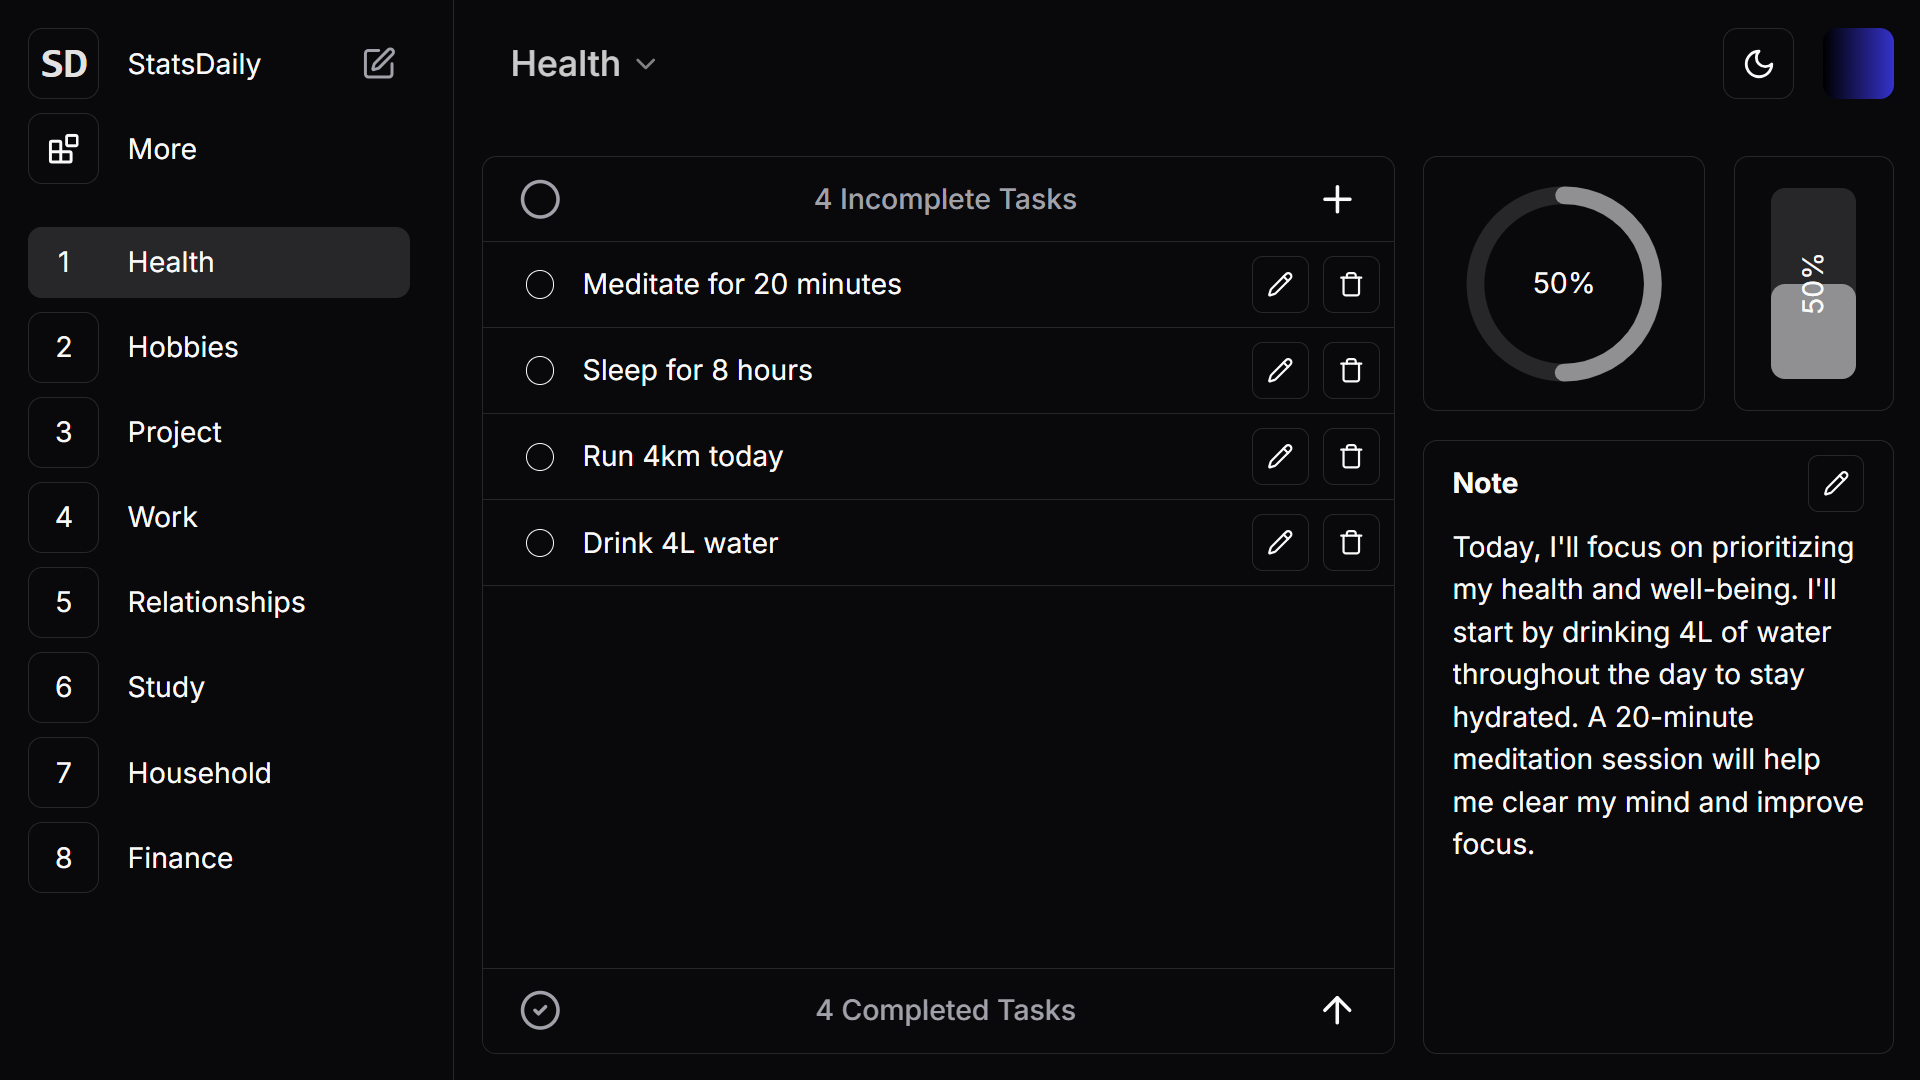 SD StatsDaily
More
1 Health
2 Hobbies
3 Project
4 Work
5 Relationships
6 Study
7 Household
8 Finance
Health
4 Incomplete Tasks
Meditate for 20 minutes
Sleep for 8 hours
Run 4km today
Drink 4L water
4 Completed Tasks
50%
50%
Note
Today, I'll focus on prioritizing
my health and well-being. I'll
start by drinking 4L of water
throughout the day to stay
hydrated. A 20-minute
meditation session will help
me clear my mind and improve
focus.